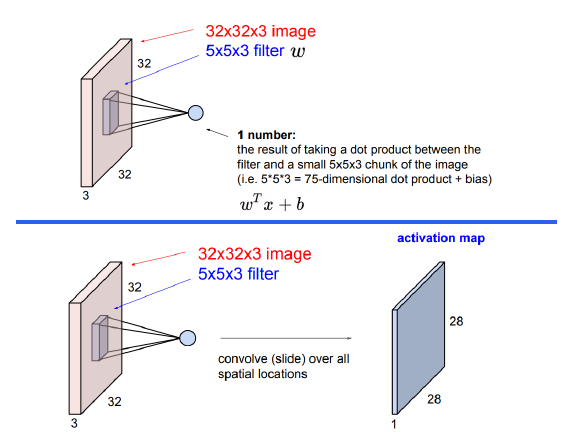 32x32x3 image
5x5x3 filter w
32
32
3
1 number:
the result of taking a dot product between the
filter and a small 5x5x3 chunk of the image
(i.e. 5*5*3 = 75-dimensional dot product + bias)
wᵀx + b
activation map
32x32x3 image
5x5x3 filter
32
32
3
convolve (slide) over all
spatial locations
28
28
1